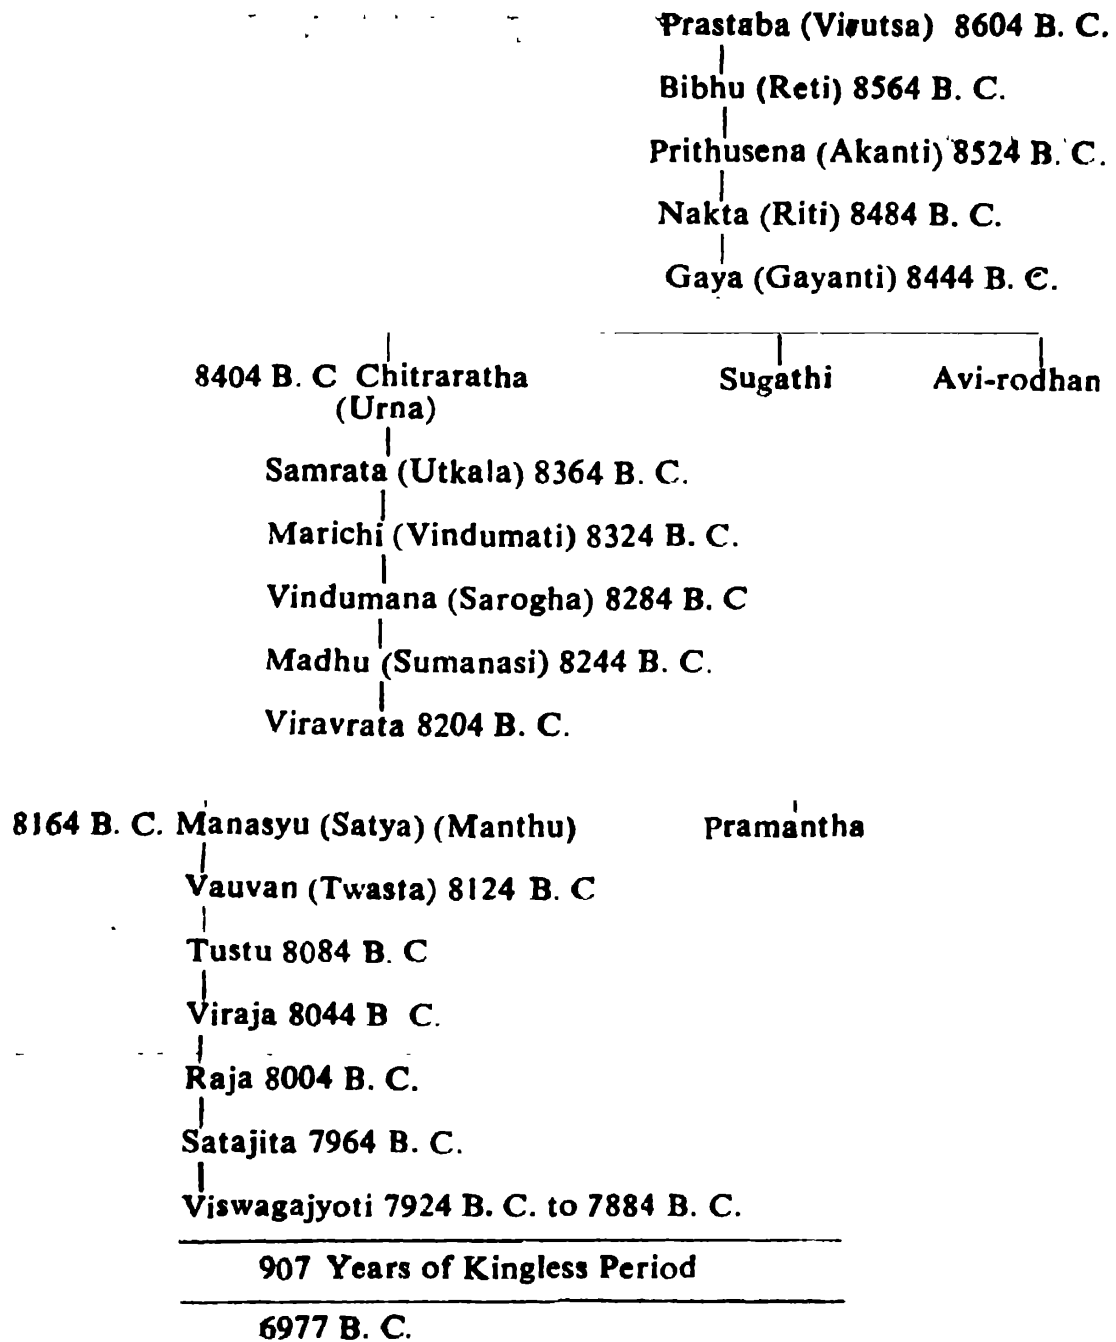 Prastaba (Virutsa) 8604 B. C.
Bibhu (Reti) 8564 B. C.
Prithusena (Akanti) 8524 B. C.
Nakta (Riti) 8484 B. C.
Gaya (Gayanti) 8444 B. C.
8404 B. C Chitraratha Sugathi Avi-rodhan
(Urna)
Samrata (Utkala) 8364 B. C.
Marichi (Vindumati) 8324 B. C.
Vindumana (Sarogha) 8284 B. C
Madhu (Sumanasi) 8244 B. C.
Viravrata 8204 B. C.
8164 B. C. Manasyu (Satya) (Manthu) Pramantha
Vauvan (Twasta) 8124 B. C
Tustu 8084 B. C
Viraja 8044 B C.
Raja 8004 B. C.
Satajita 7964 B. C.
Viswagajyoti 7924 B. C. to 7884 B. C.
907 Years of Kingless Period
6977 B. C.